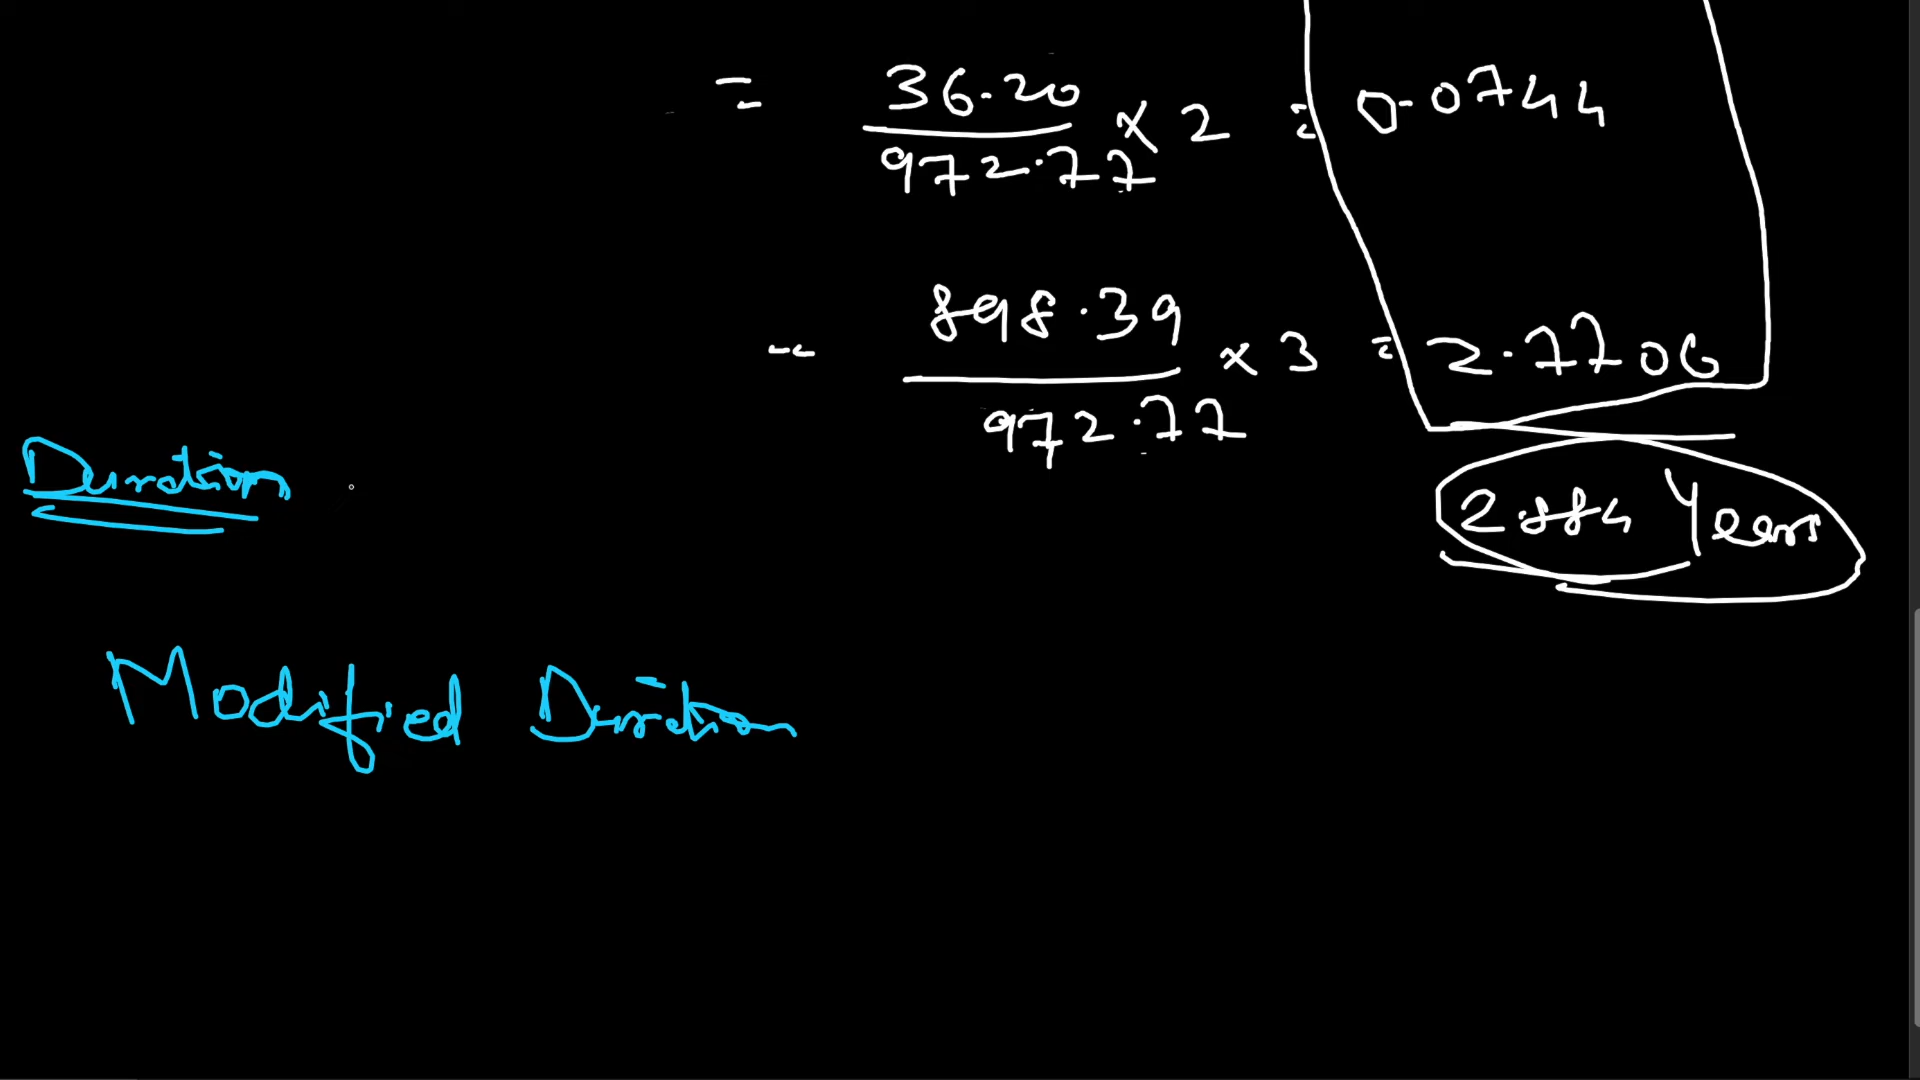 = 36.20 / 972.77 x 2 = 0.0744
= 898.39 / 972.77 x 3 = 2.7706
Duration
2.884 Years
Modified Duration